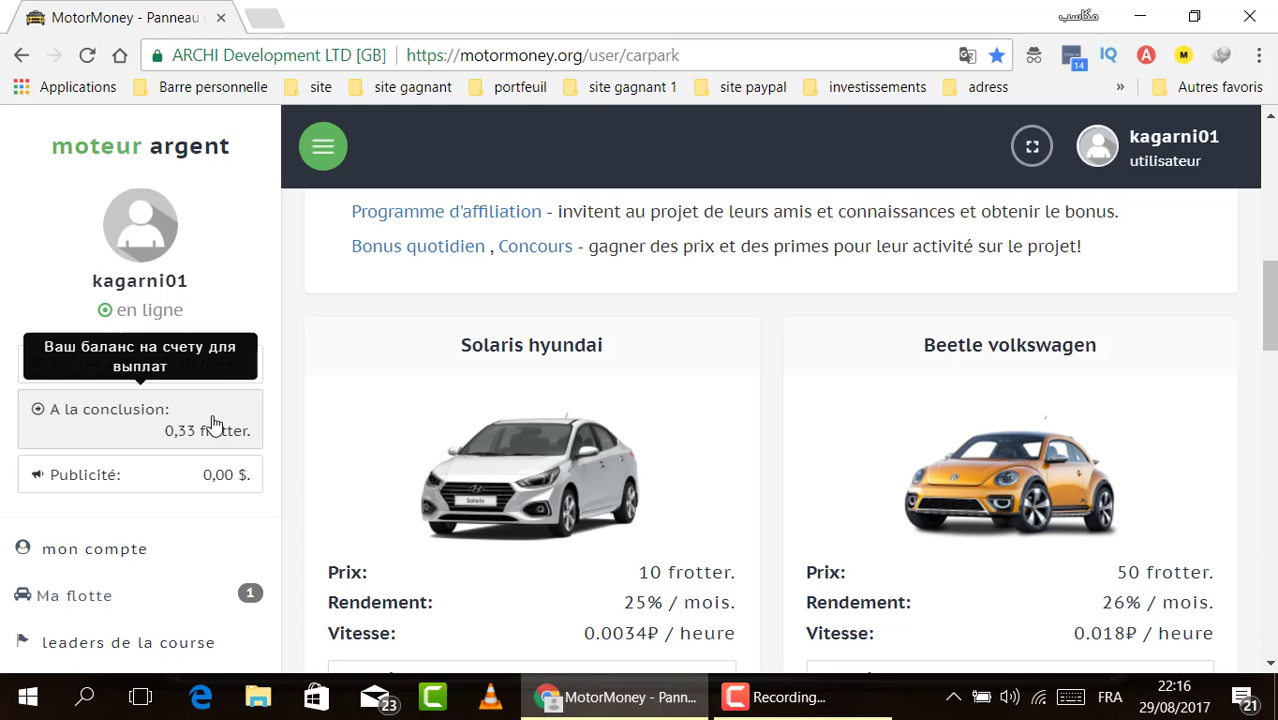 MotorMoney - Panneau
مكاسب
ARCHI Development LTD [GB]
https://motormoney.org/user/carpark
14
IQ
A
M
Applications
Barre personnelle
site
site gagnant
portfeuil
site gagnant 1
site paypal
investissements
adress
»
Autres favoris
moteur argent
kagarni01
utilisateur
kagarni01
en ligne
Ваш баланс на счету для
выплат
A la conclusion:
0,33 frotter.
Publicité: 0,00 $.
mon compte
Ma flotte 1
leaders de la course
Programme d'affiliation - invitent au projet de leurs amis et connaissances et obtenir le bonus.
Bonus quotidien , Concours - gagner des prix et des primes pour leur activité sur le projet!
Solaris hyundai
Solaris
Prix: 10 frotter.
Rendement: 25% / mois.
Vitesse: 0.0034₽ / heure
Beetle volkswagen
Prix: 50 frotter.
Rendement: 26% / mois.
Vitesse: 0.018₽ / heure
23
MotorMoney - Pann...
Recording...
FRA
22:16
29/08/2017
21